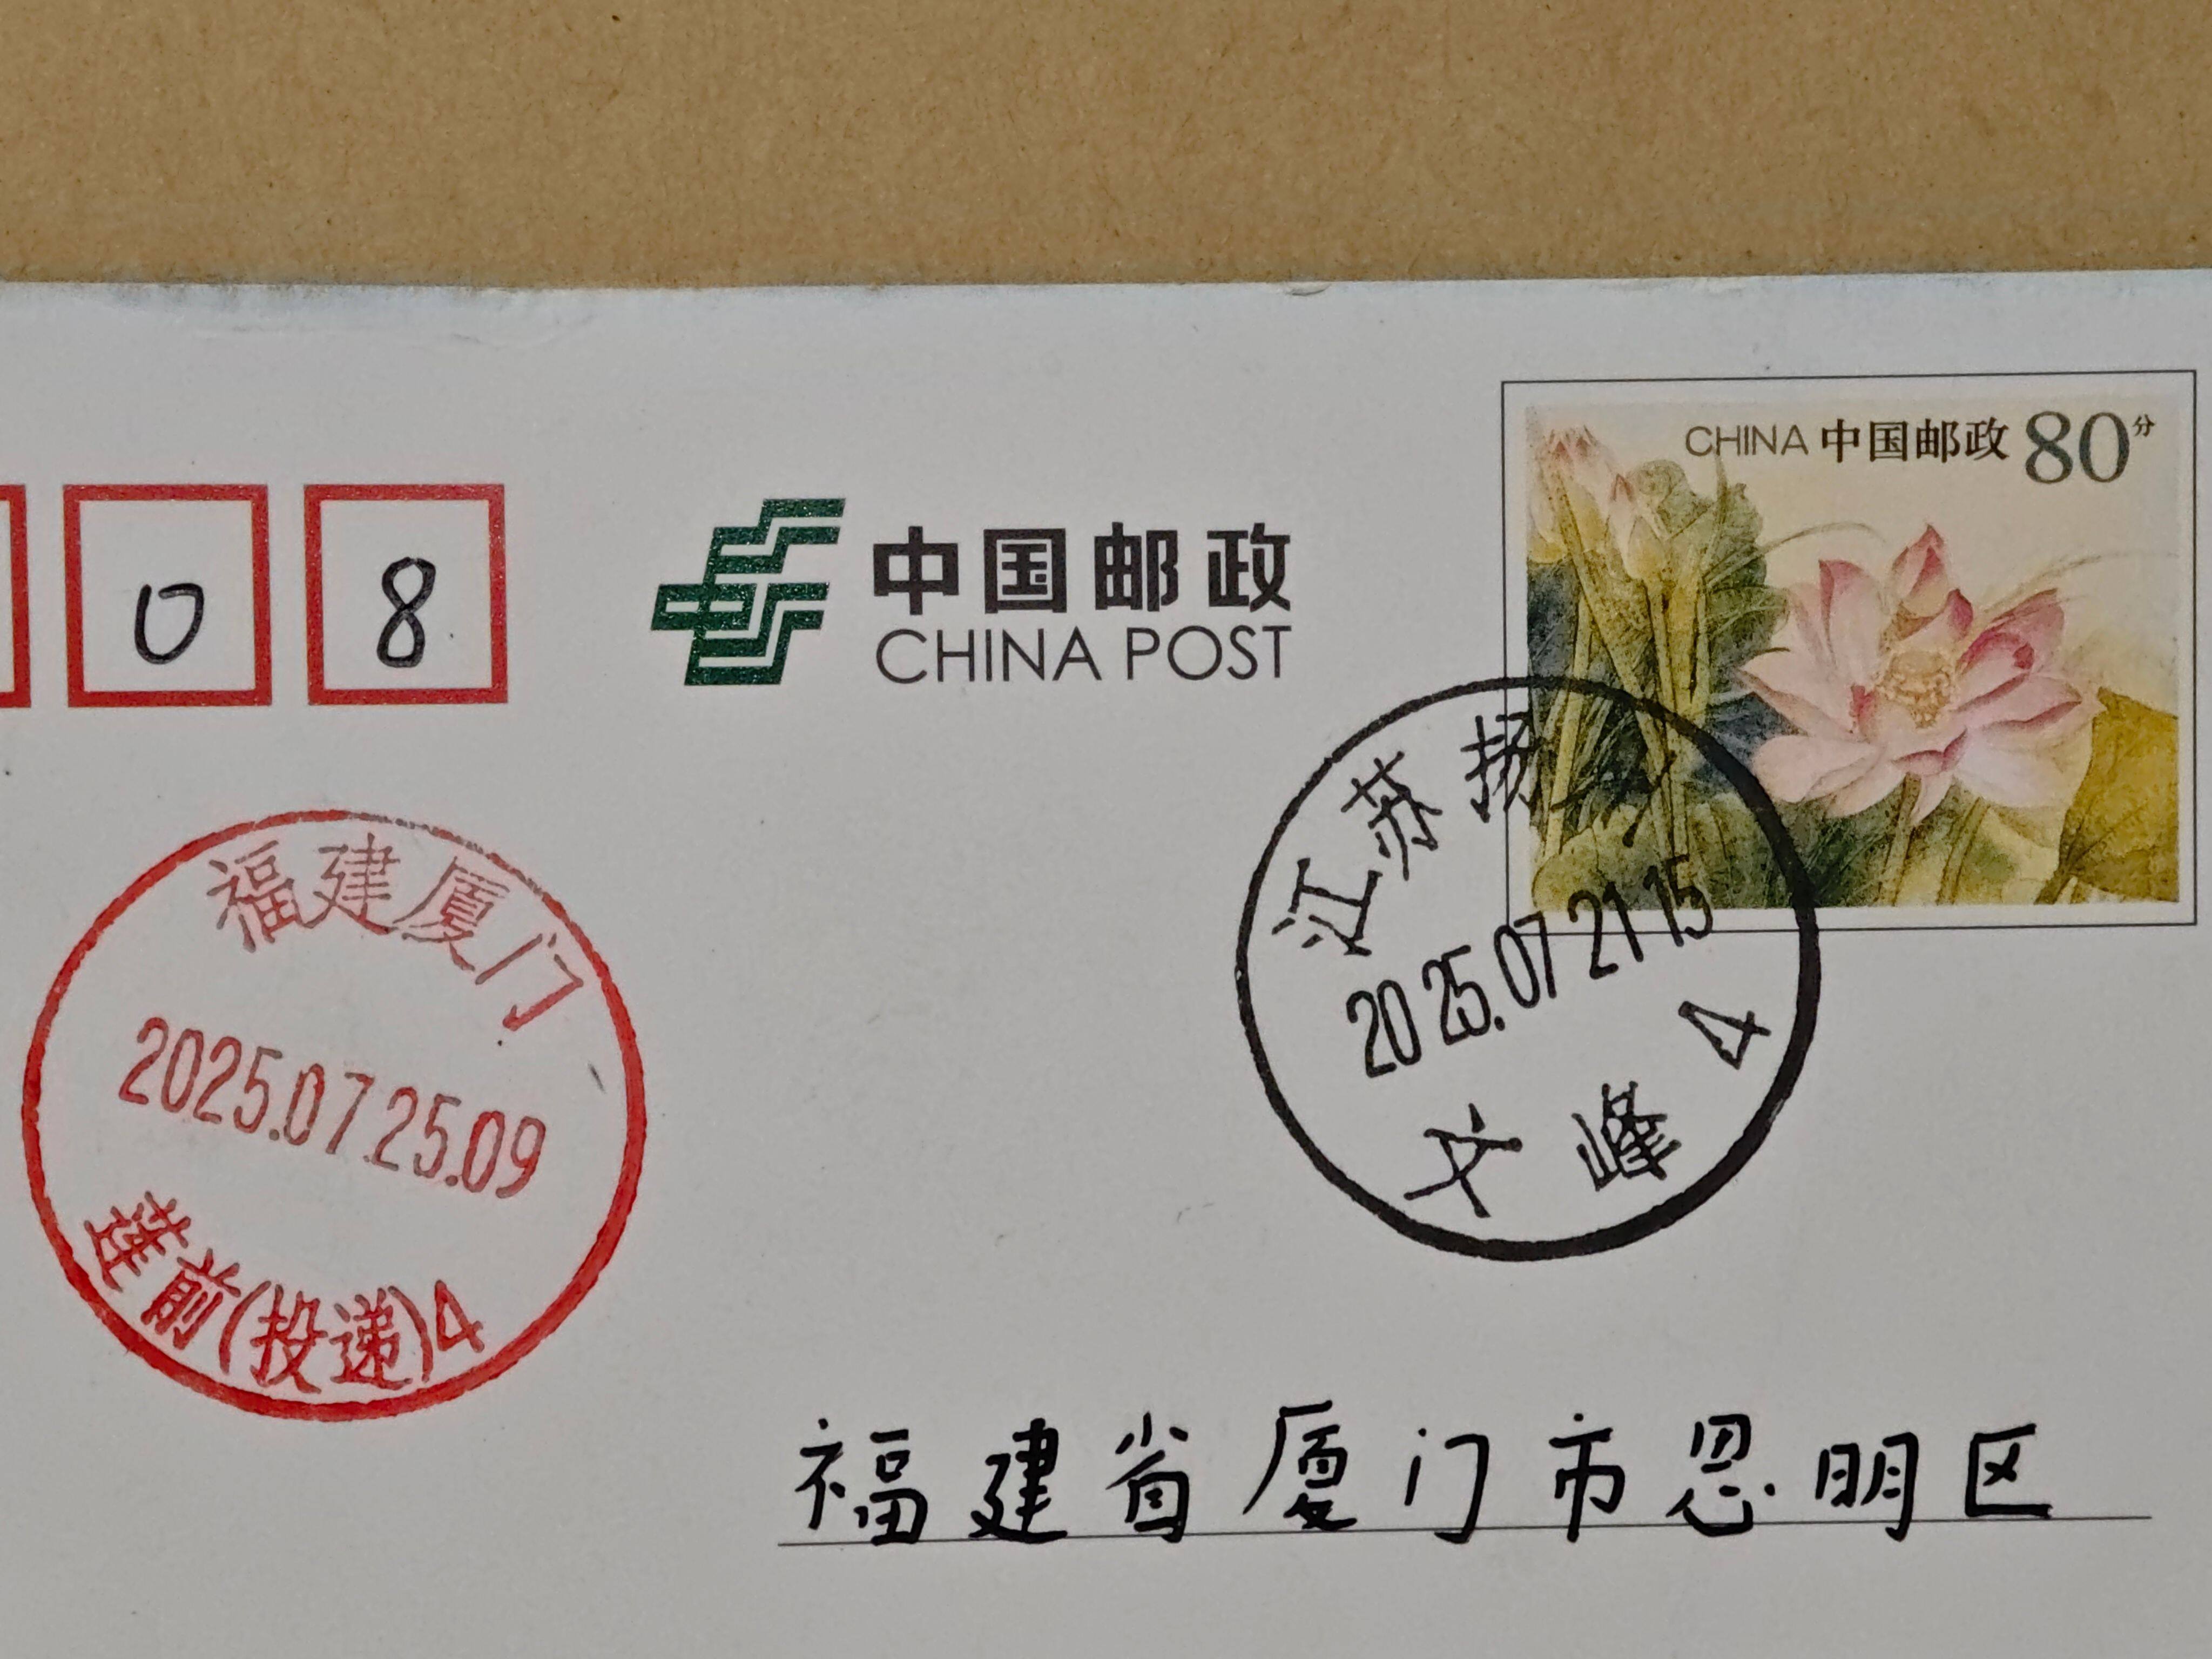 CHINA 中国邮政 80分
0 8
中国邮政
CHINA POST
江苏扬州
2025.07 21 15
文峰 4
福建厦门
2025.07.25.09
莲前(投递)4
福建省厦门市思明区